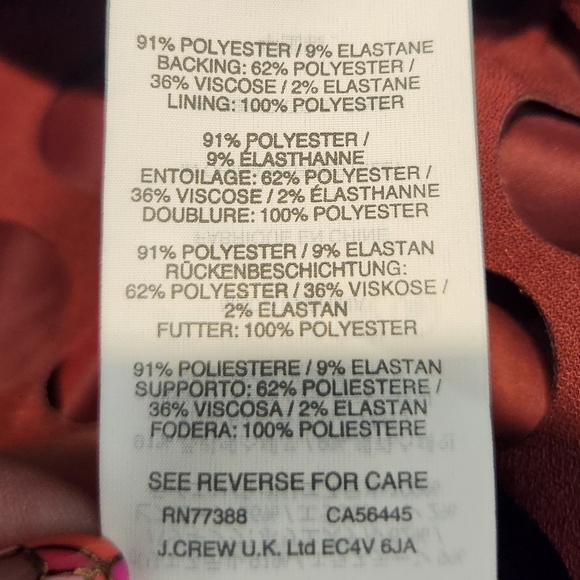 91% POLYESTER / 9% ELASTANE
BACKING: 62% POLYESTER /
36% VISCOSE / 2% ELASTANE
LINING: 100% POLYESTER
91% POLYESTER /
9% ÉLASTHANNE
ENTOILAGE: 62% POLYESTER /
36% VISCOSE / 2% ÉLASTHANNE
DOUBLURE: 100% POLYESTER
91% POLYESTER / 9% ELASTAN
RÜCKENBESCHICHTUNG:
62% POLYESTER / 36% VISKOSE /
2% ELASTAN
FUTTER: 100% POLYESTER
91% POLIESTERE / 9% ELASTAN
SUPPORTO: 62% POLIESTERE /
36% VISCOSA / 2% ELASTAN
FODERA: 100% POLIESTERE
SEE REVERSE FOR CARE
RN77388 CA56445
J.CREW U.K. Ltd EC4V 6JA